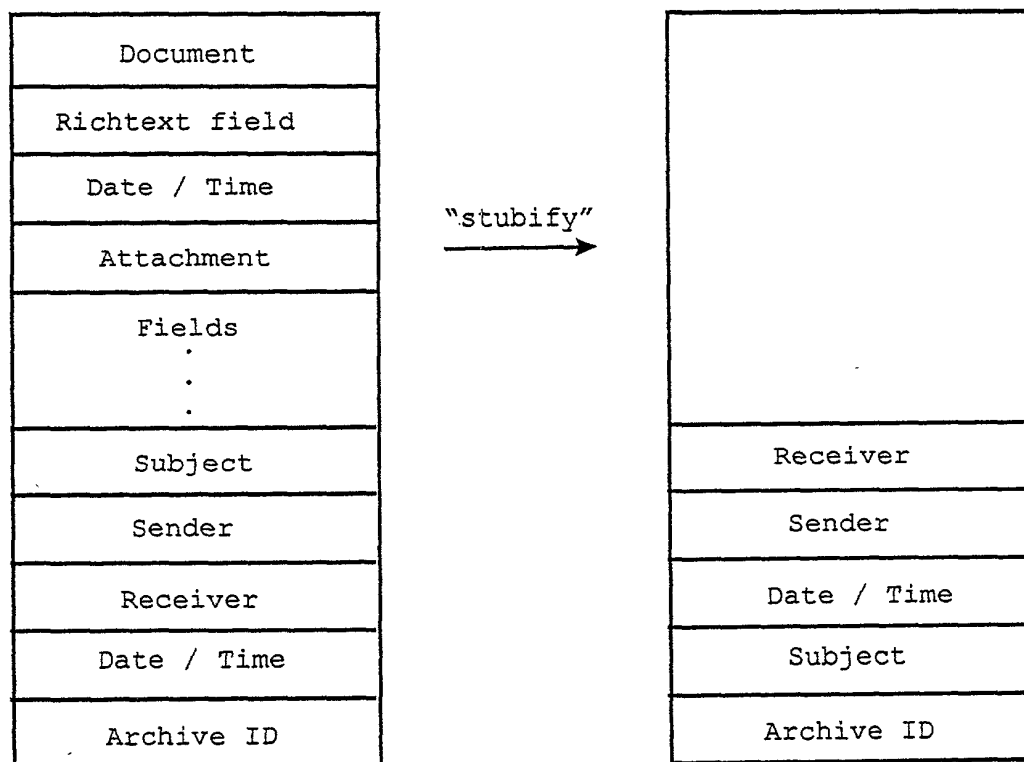 Document
Richtext field
Date / Time
Attachment
Fields
.
.
.
Subject
Sender
Receiver
Date / Time
Archive ID
"stubify"
Receiver
Sender
Date / Time
Subject
Archive ID